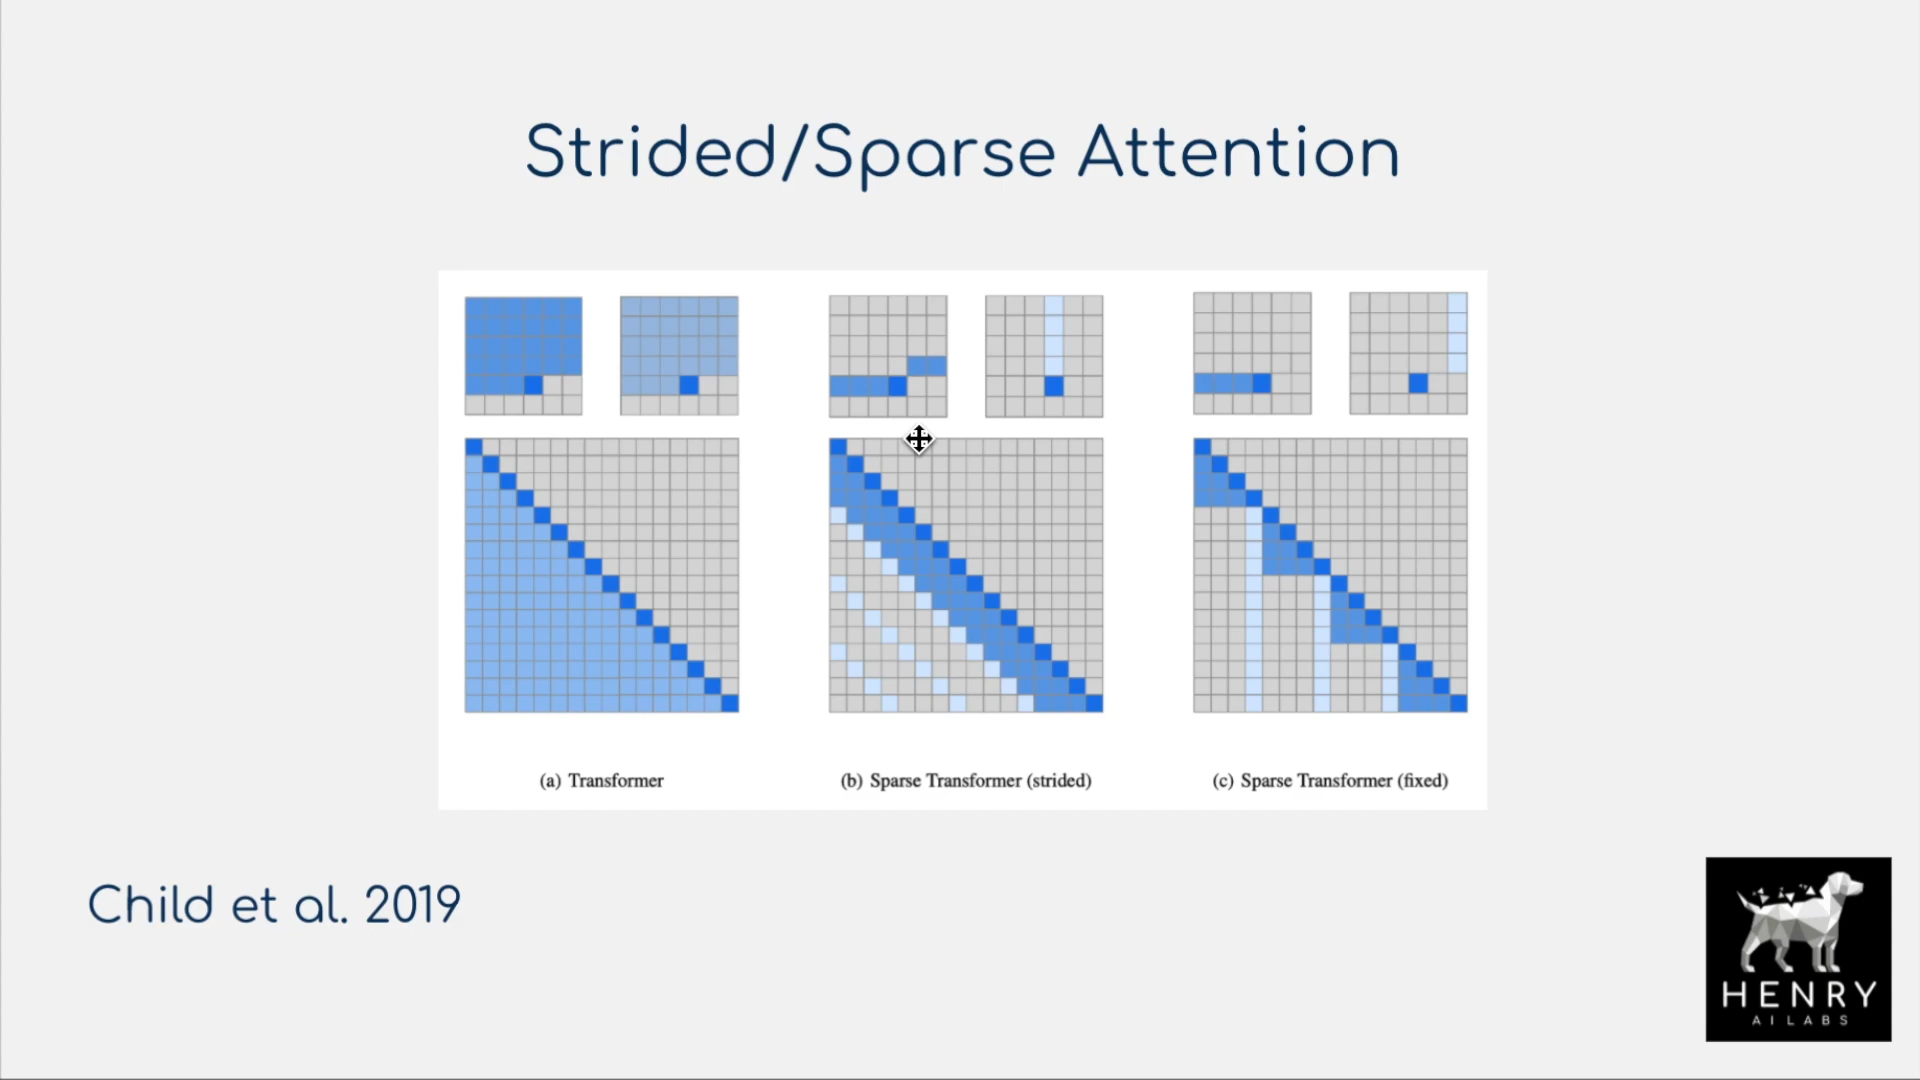 Strided/Sparse Attention
(a) Transformer
(b) Sparse Transformer (strided)
(c) Sparse Transformer (fixed)
Child et al. 2019
HENRY
AI LABS